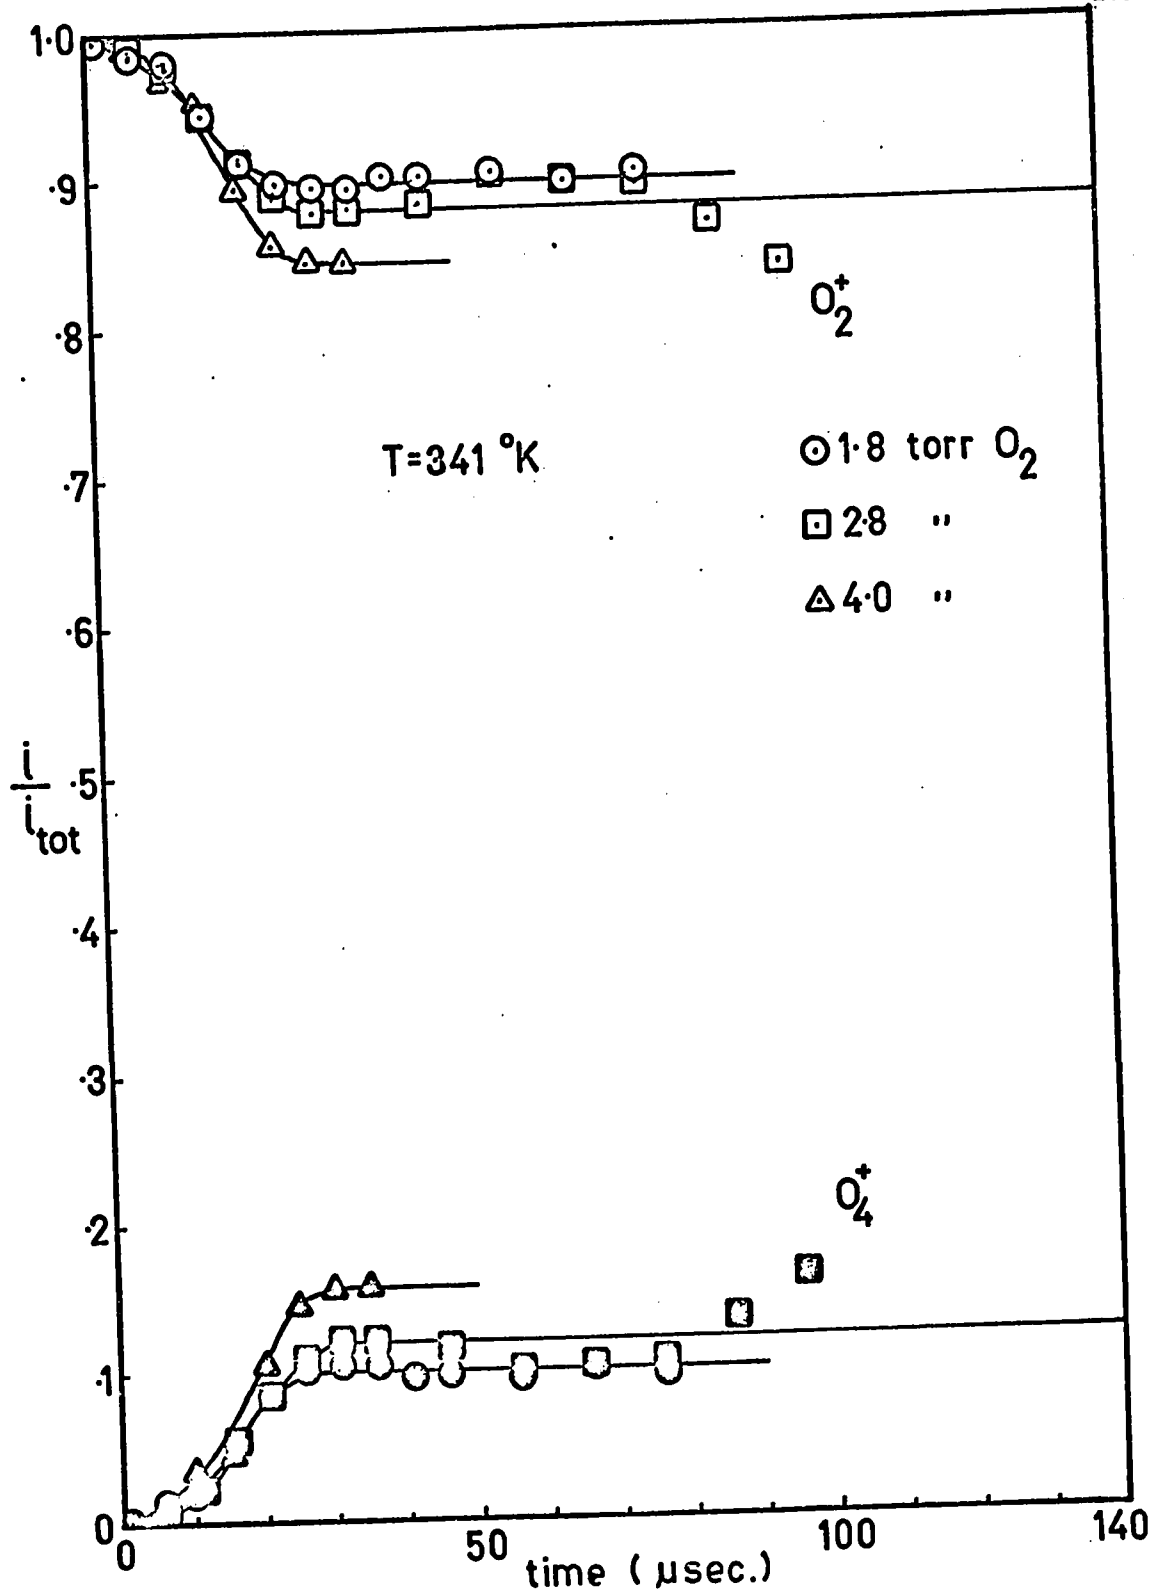 1.0
.9
.8
.7
.6
.5
.4
.3
.2
.1
0
i
i tot
T=341 °K
O2+
⊙ 1.8 torr O2
⊡ 2.8 "
◬ 4.0 "
O4+
0
50
100
140
time ( μsec.)